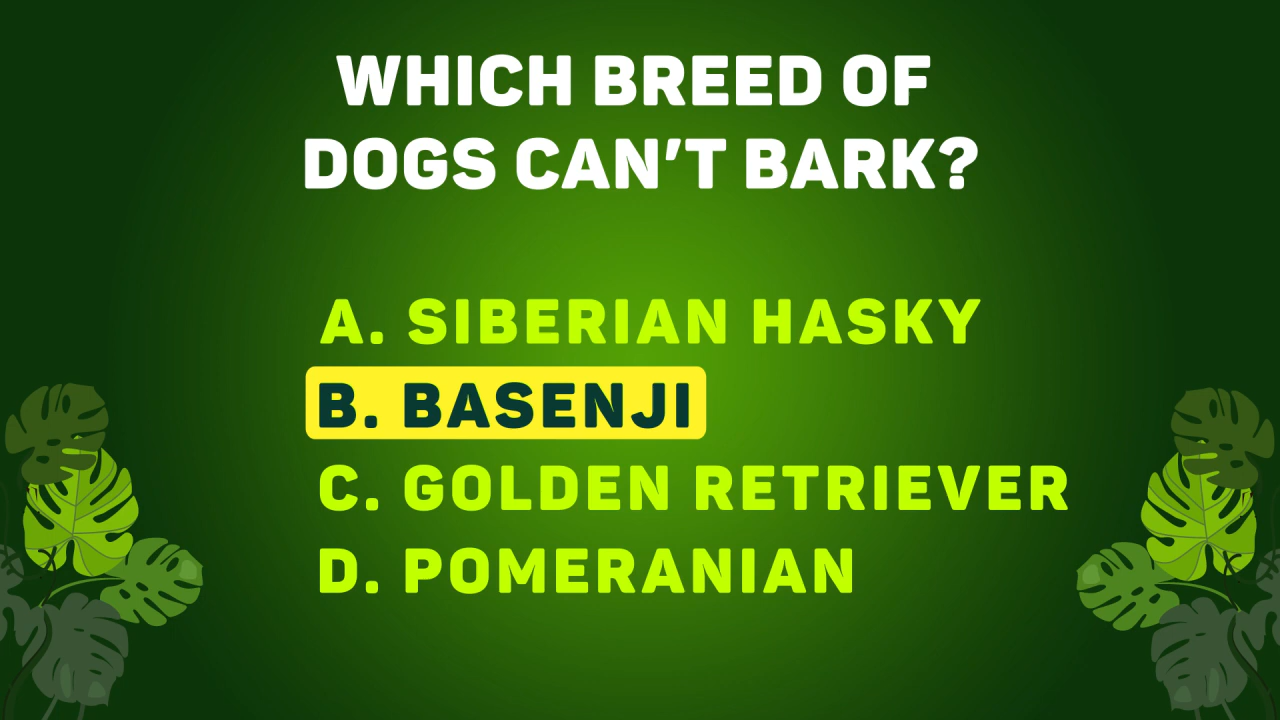 WHICH BREED OF
DOGS CAN'T BARK?
A. SIBERIAN HASKY
B. BASENJI
C. GOLDEN RETRIEVER
D. POMERANIAN